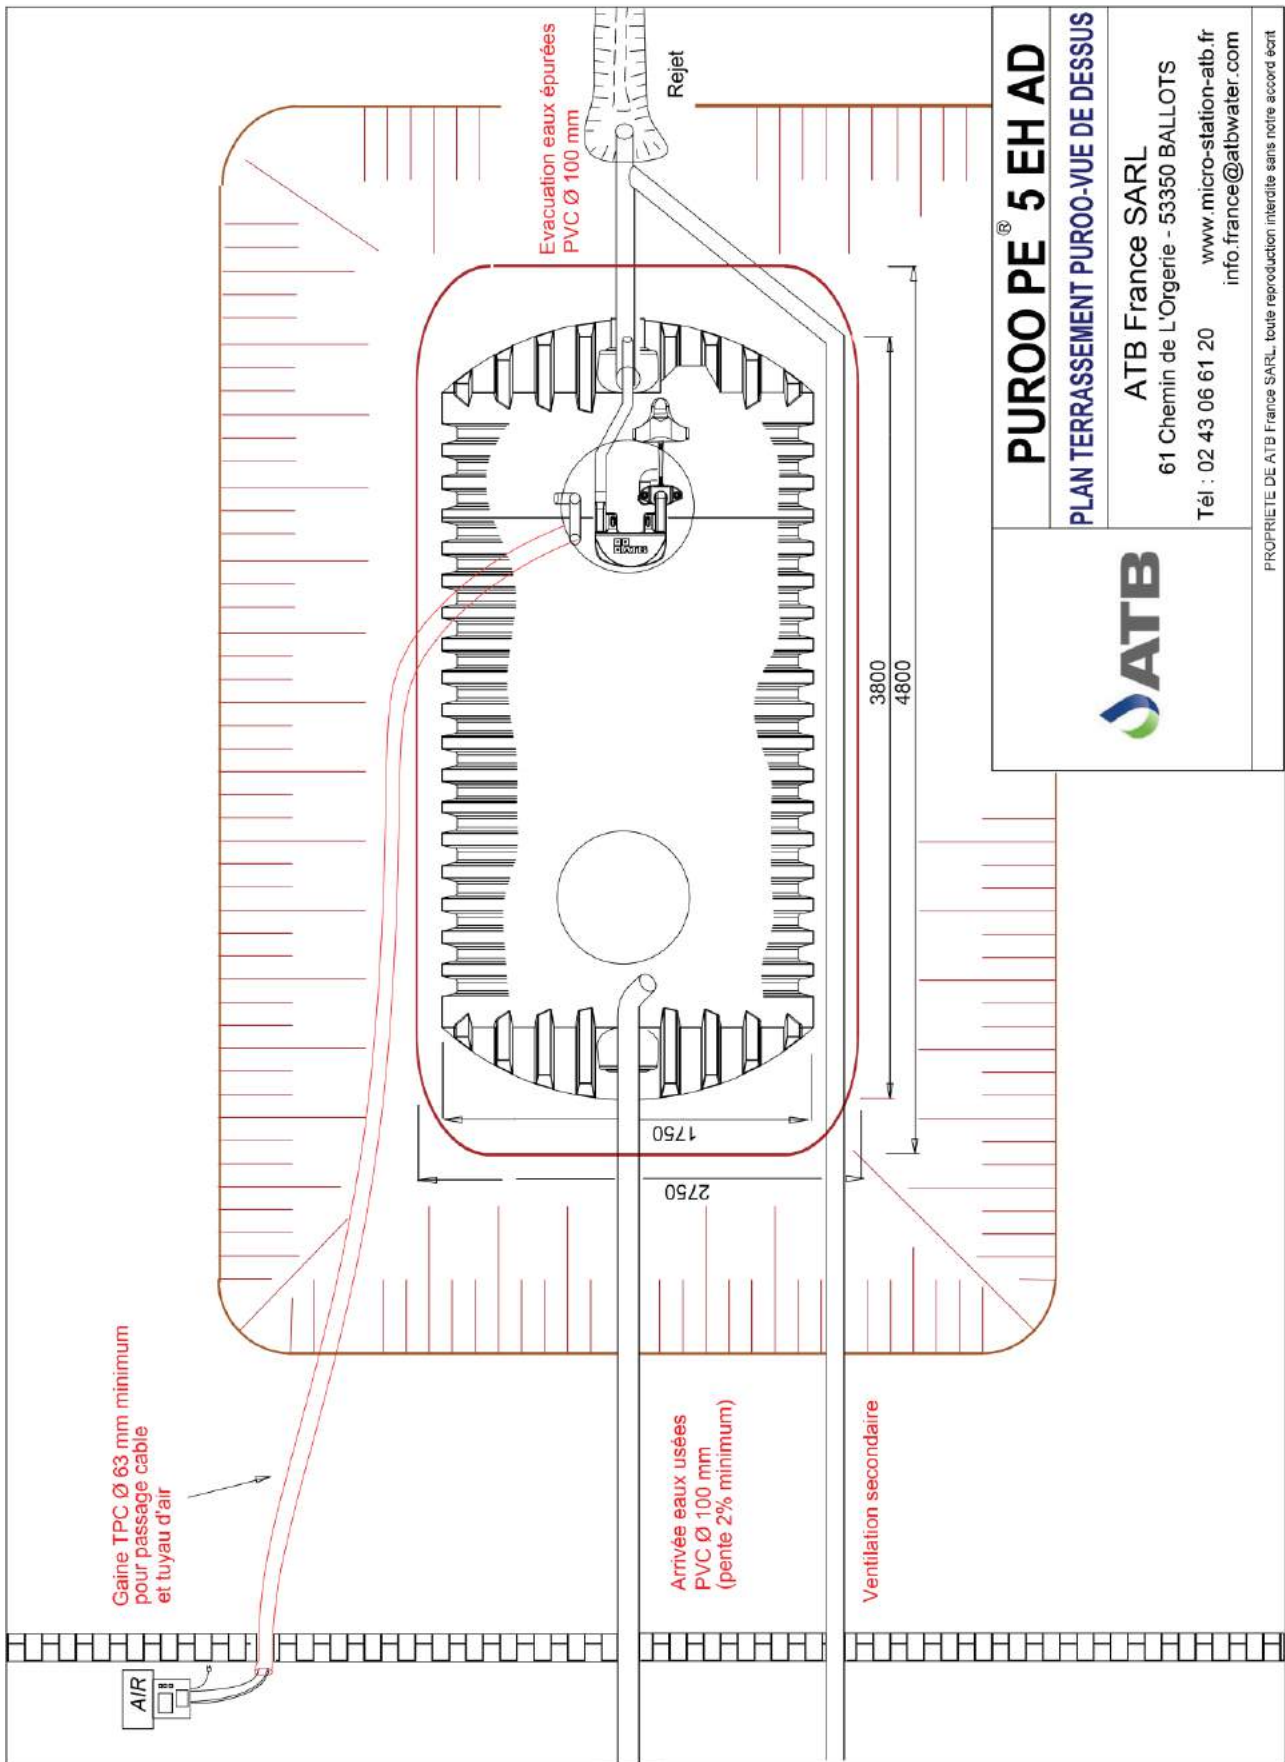 Gaine TPC Ø 63 mm minimum
pour passage cable
et tuyau d'air
AIR
Evacuation eaux épurées
PVC Ø 100 mm
Rejet
ATB
1750
2750
3800
4800
Arrivée eaux usées
PVC Ø 100 mm
(pente 2% minimum)
Ventilation secondaire
ATB
PUROO PE® 5 EH AD
PLAN TERRASSEMENT PUROO-VUE DE DESSUS
ATB France SARL
61 Chemin de L'Orgerie - 53350 BALLOTS
Tél : 02 43 06 61 20 www.micro-station-atb.fr
info.france@atbwater.com
PROPRIETE DE ATB France SARL, toute reproduction interdite sans notre accord écrit